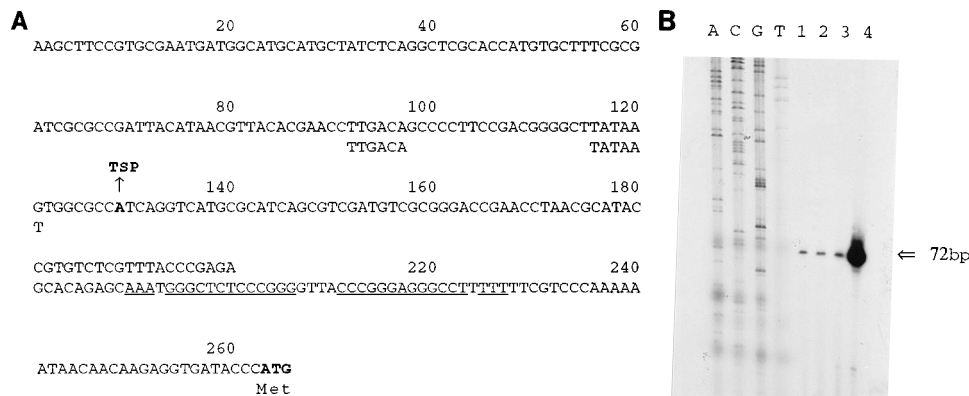 A
20 40 60
AAGCTTCCGTGCGAATGATGGCATGCATGCTATCTCAGGCTCGCACCATGTGCTTTCGCG
80 100 120
ATCGCGCCGATTACATAACGTTACACGAACCTTGACAGCCCCTTCCGACGGGGCTTATAA
TTGACA TATAA
TSP
↑ 140 160 180
GTGGCGCCATCAGGTCATGCGCATCAGCGTCGATGTCGCGGGACCGAACCTAACGCATAC
T
CGTGTCTCGTTTACCCGAGA 220 240
GCACAGAGCAAATGGGCTCTCCCGGGGTTACCCGGGAGGGCCTTTTTTTCGTCCCAAAAA
260
ATAACAACAAGAGGTGATACCCATG
Met
B
A C G T 1 2 3 4
⇐ 72bp